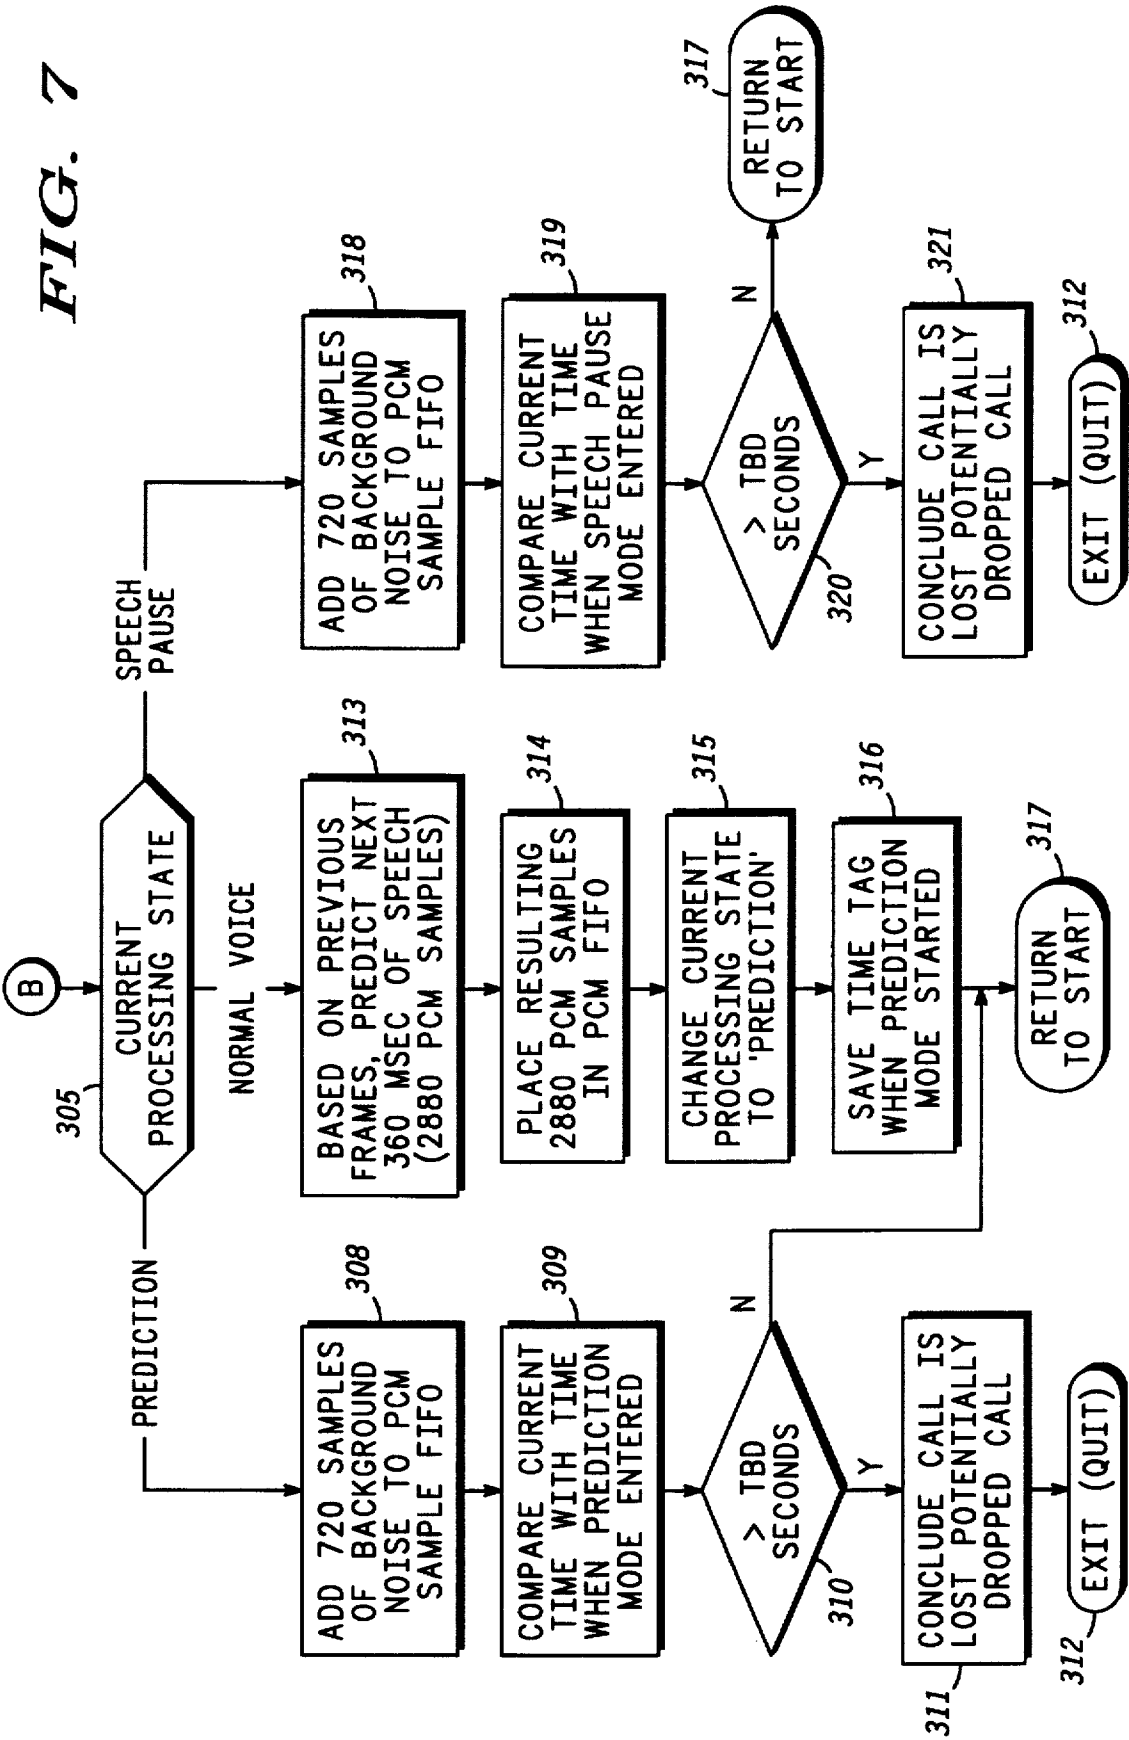 FIG. 7
B
305
CURRENT
PROCESSING STATE
PREDICTION
NORMAL VOICE
SPEECH
PAUSE
308
ADD 720 SAMPLES
OF BACKGROUND
NOISE TO PCM
SAMPLE FIFO
309
COMPARE CURRENT
TIME WITH TIME
WHEN PREDICTION
MODE ENTERED
> TBD
SECONDS
310
N
Y
CONCLUDE CALL IS
LOST POTENTIALLY
DROPPED CALL
311
EXIT (QUIT)
312
313
BASED ON PREVIOUS
FRAMES, PREDICT NEXT
360 MSEC OF SPEECH
(2880 PCM SAMPLES)
314
PLACE RESULTING
2880 PCM SAMPLES
IN PCM FIFO
315
CHANGE CURRENT
PROCESSING STATE
TO 'PREDICTION'
316
SAVE TIME TAG
WHEN PREDICTION
MODE STARTED
317
RETURN
TO START
318
ADD 720 SAMPLES
OF BACKGROUND
NOISE TO PCM
SAMPLE FIFO
319
COMPARE CURRENT
TIME WITH TIME
WHEN SPEECH PAUSE
MODE ENTERED
> TBD
SECONDS
320
N
Y
317
RETURN
TO START
321
CONCLUDE CALL IS
LOST POTENTIALLY
DROPPED CALL
312
EXIT (QUIT)